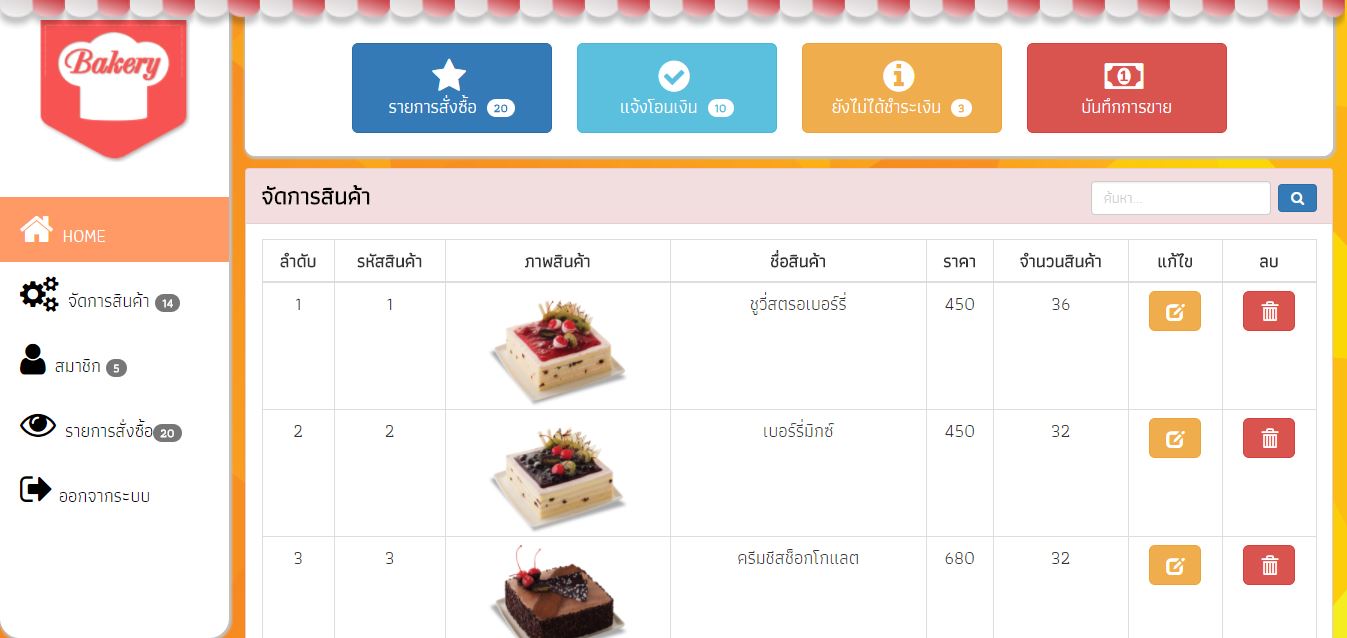 Bakery
รายการสั่งซื้อ 20
แจ้งโอนเงิน 10
ยังไม่ได้ชำระเงิน 3
1
บันทึกการขาย
HOME
จัดการสินค้า 14
สมาชิก 5
รายการสั่งซื้อ 20
ออกจากระบบ
จัดการสินค้า ค้นหา...
ลำดับ รหัสสินค้า ภาพสินค้า ชื่อสินค้า ราคา จำนวนสินค้า แก้ไข ลบ
1 1 ชูวี่สตรอเบอร์รี่ 450 36
2 2 เบอร์รี่มิกซ์ 450 32
3 3 ครีมชีสช็อกโกแลต 680 32